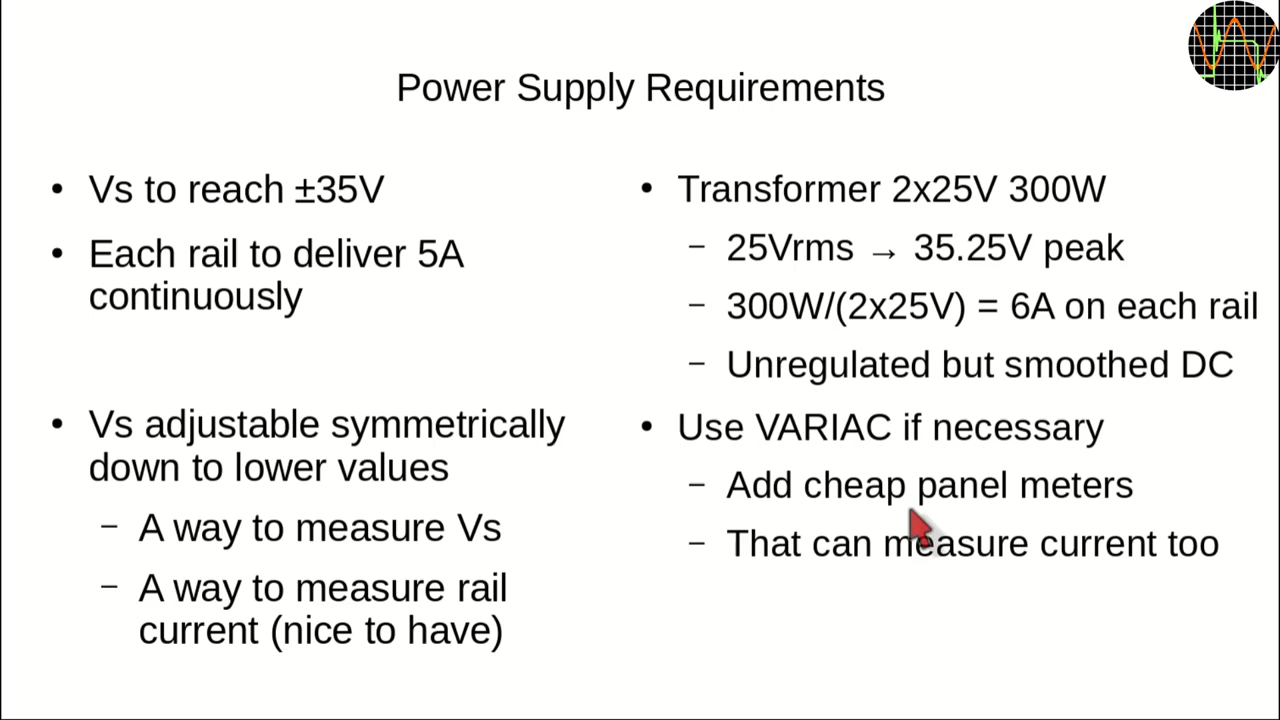 Power Supply Requirements
• Vs to reach ±35V
• Each rail to deliver 5A
continuously
• Vs adjustable symmetrically
down to lower values
– A way to measure Vs
– A way to measure rail
current (nice to have)
• Transformer 2x25V 300W
– 25Vrms → 35.25V peak
– 300W/(2x25V) = 6A on each rail
– Unregulated but smoothed DC
• Use VARIAC if necessary
– Add cheap panel meters
– That can measure current too